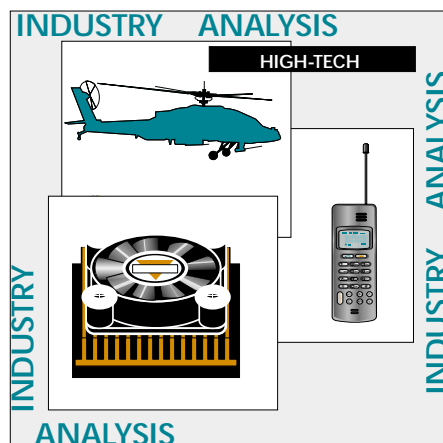 INDUSTRY ANALYSIS
HIGH-TECH
INDUSTRY ANALYSIS
INDUSTRY
ANALYSIS